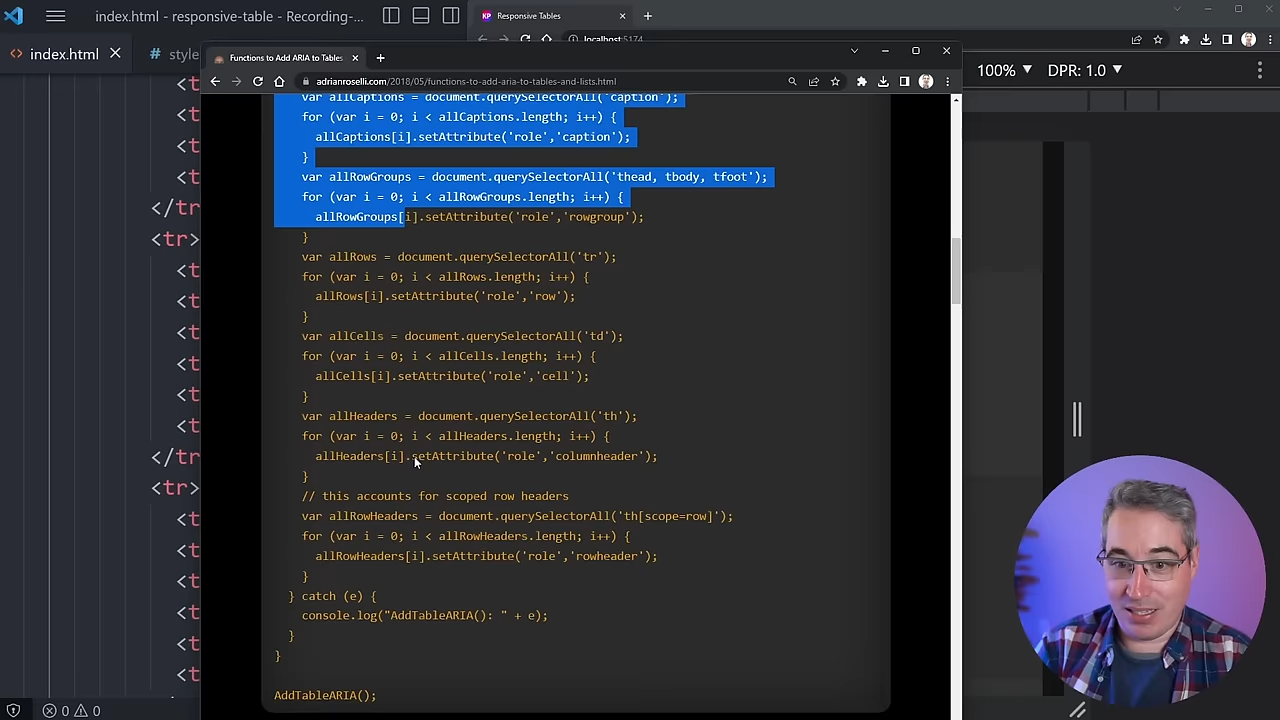 index.html - responsive-table - Recording-...
KP Responsive Tables
index.html
# style
localhost:5174
Functions to Add ARIA to Tables
adrianroselli.com/2018/05/functions-to-add-aria-to-tables-and-lists.html
100% DPR: 1.0
var allCaptions = document.querySelectorAll('caption');
for (var i = 0; i < allCaptions.length; i++) {
allCaptions[i].setAttribute('role','caption');
}
var allRowGroups = document.querySelectorAll('thead, tbody, tfoot');
for (var i = 0; i < allRowGroups.length; i++) {
allRowGroups[i].setAttribute('role','rowgroup');
}
var allRows = document.querySelectorAll('tr');
for (var i = 0; i < allRows.length; i++) {
allRows[i].setAttribute('role','row');
}
var allCells = document.querySelectorAll('td');
for (var i = 0; i < allCells.length; i++) {
allCells[i].setAttribute('role','cell');
}
var allHeaders = document.querySelectorAll('th');
for (var i = 0; i < allHeaders.length; i++) {
allHeaders[i].setAttribute('role','columnheader');
}
// this accounts for scoped row headers
var allRowHeaders = document.querySelectorAll('th[scope=row]');
for (var i = 0; i < allRowHeaders.length; i++) {
allRowHeaders[i].setAttribute('role','rowheader');
}
} catch (e) {
console.log("AddTableARIA(): " + e);
}
}
AddTableARIA();
<t
<t
<t
<t
</tr
<tr>
<t
<t
<t
<t
<t
<t
</tr
<tr>
<t
<t
<t
<t
<t
<t
0 0